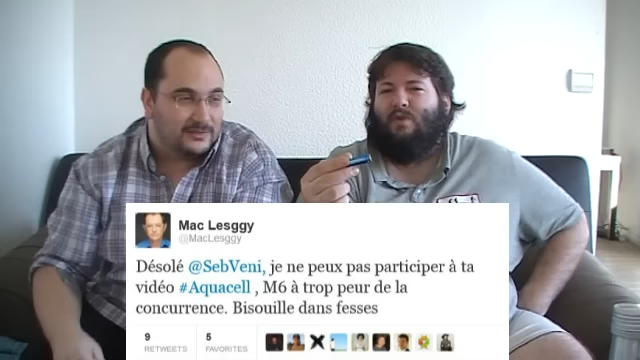 Mac Lesggy
@MacLesggy
Désolé @SebVeni, je ne peux pas participer à ta
vidéo #Aquacell , M6 à trop peur de la
concurrence. Bisouille dans fesses
9 5
RETWEETS FAVORITES